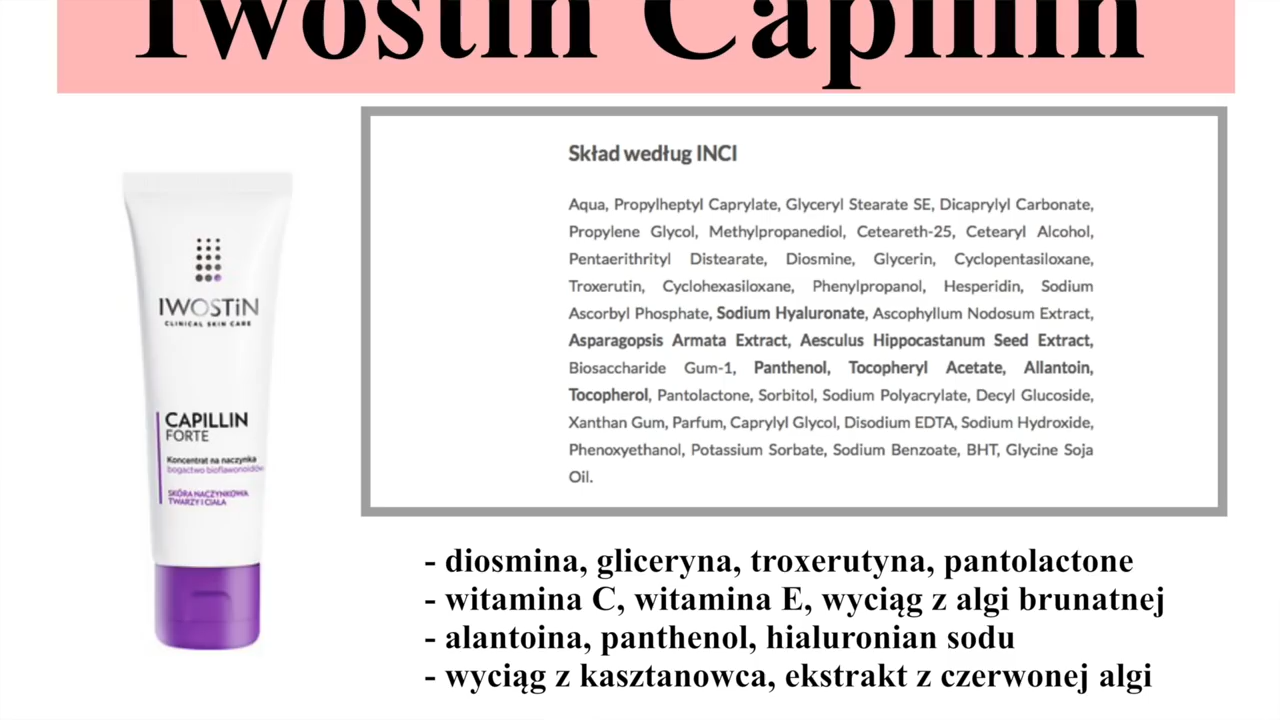 Iwostin Capillin
Skład według INCI
Aqua, Propylheptyl Caprylate, Glyceryl Stearate SE, Dicaprylyl Carbonate,
Propylene Glycol, Methylpropanediol, Ceteareth-25, Cetearyl Alcohol,
Pentaerithrityl Distearate, Diosmine, Glycerin, Cyclopentasiloxane,
Troxerutin, Cyclohexasiloxane, Phenylpropanol, Hesperidin, Sodium
Ascorbyl Phosphate, Sodium Hyaluronate, Ascophyllum Nodosum Extract,
Asparagopsis Armata Extract, Aesculus Hippocastanum Seed Extract,
Biosaccharide Gum-1, Panthenol, Tocopheryl Acetate, Allantoin,
Tocopherol, Pantolactone, Sorbitol, Sodium Polyacrylate, Decyl Glucoside,
Xanthan Gum, Parfum, Caprylyl Glycol, Disodium EDTA, Sodium Hydroxide,
Phenoxyethanol, Potassium Sorbate, Sodium Benzoate, BHT, Glycine Soja
Oil.
IWOSTiN
CLINICAL SKIN CARE
CAPILLIN
FORTE
Koncentrat na naczynka
bogactwo bioflawonoidów
SKÓRA NACZYNKOWA
TWARZY I CIAŁA
- diosmina, gliceryna, troxerutyna, pantolactone
- witamina C, witamina E, wyciąg z algi brunatnej
- alantoina, panthenol, hialuronian sodu
- wyciąg z kasztanowca, ekstrakt z czerwonej algi